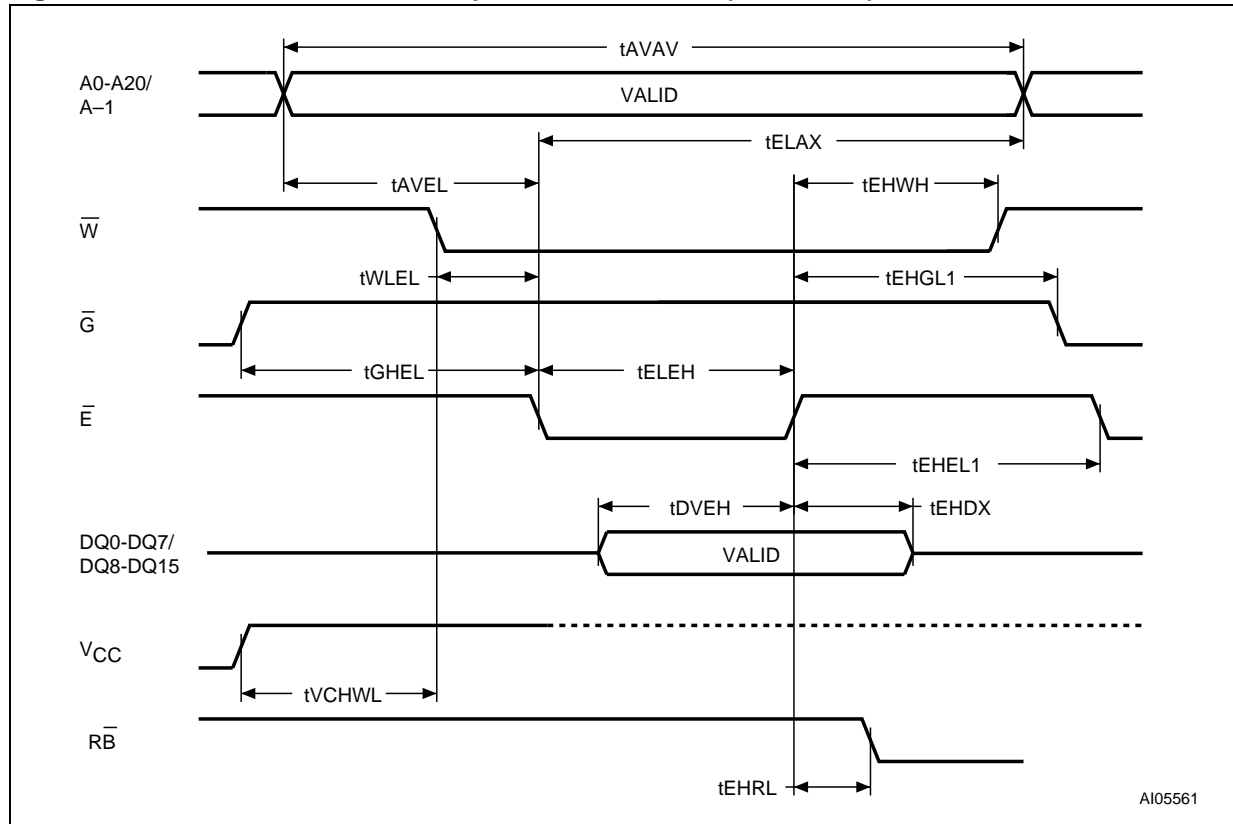 tAVAV
A0-A20/
A–1
VALID
tELAX
tAVEL
tEHWH
W̅
tWLEL
tEHGL1
G̅
tGHEL
tELEH
E̅
tEHEL1
tDVEH
tEHDX
DQ0-DQ7/
DQ8-DQ15
VALID
VCC
tVCHWL
RB̅
tEHRL
AI05561